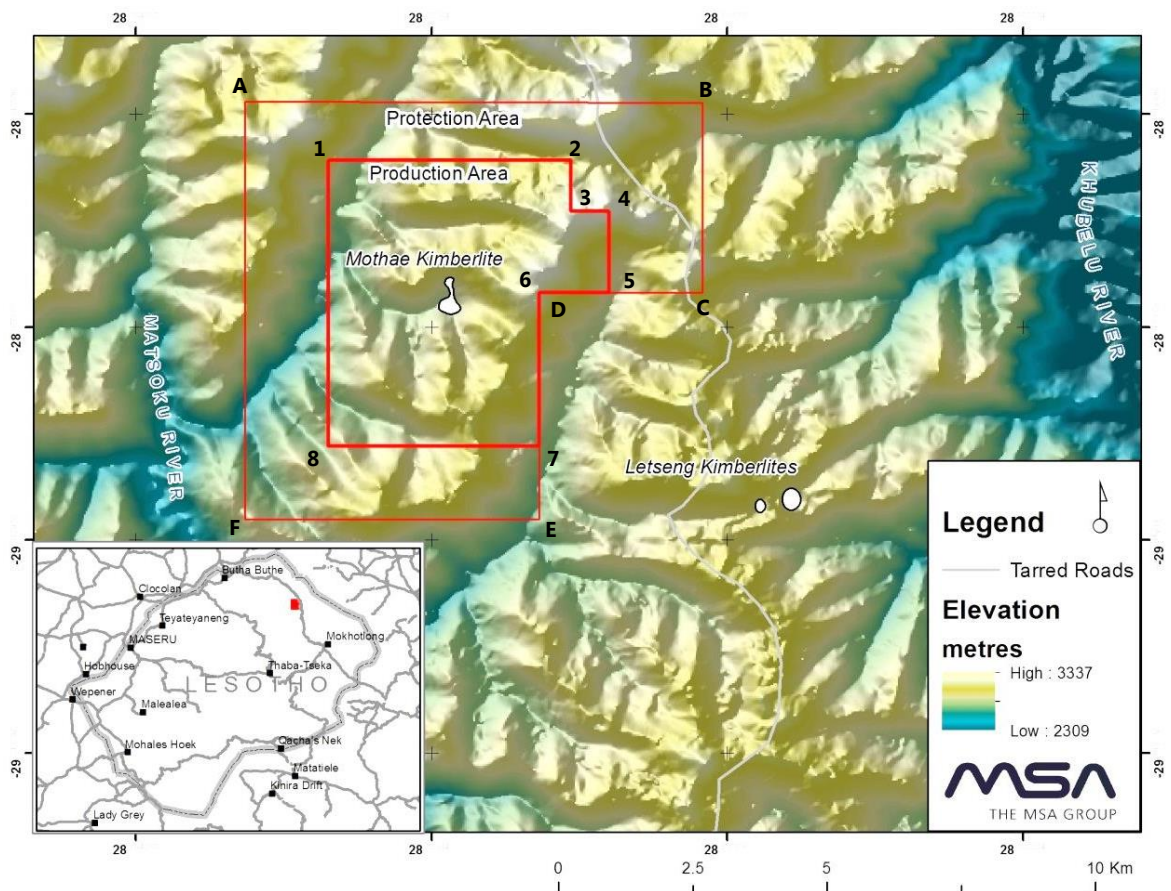 28
28
28
28
28
28
28
28
-28
-28
-29
-29
-28
-28
-29
-29
A
B
Protection Area
1
2
Production Area
3
4
Mothae Kimberlite
6
5
D
C
MATSOKU RIVER
KHUBELU RIVER
8
7
Letseng Kimberlites
F
E
Butha Buthe
Clocolan
Teyateyaneng
MASERU
Mokhotlong
Hobhouse
Thaba-Tseka
Wepener
LESOTHO
Malealea
Mohales Hoek
Qacha's Nek
Matatiele
Kinira Drift
Lady Grey
Legend
Tarred Roads
Elevation
metres
High : 3337
Low : 2309
MSA
THE MSA GROUP
0
2.5
5
10 Km